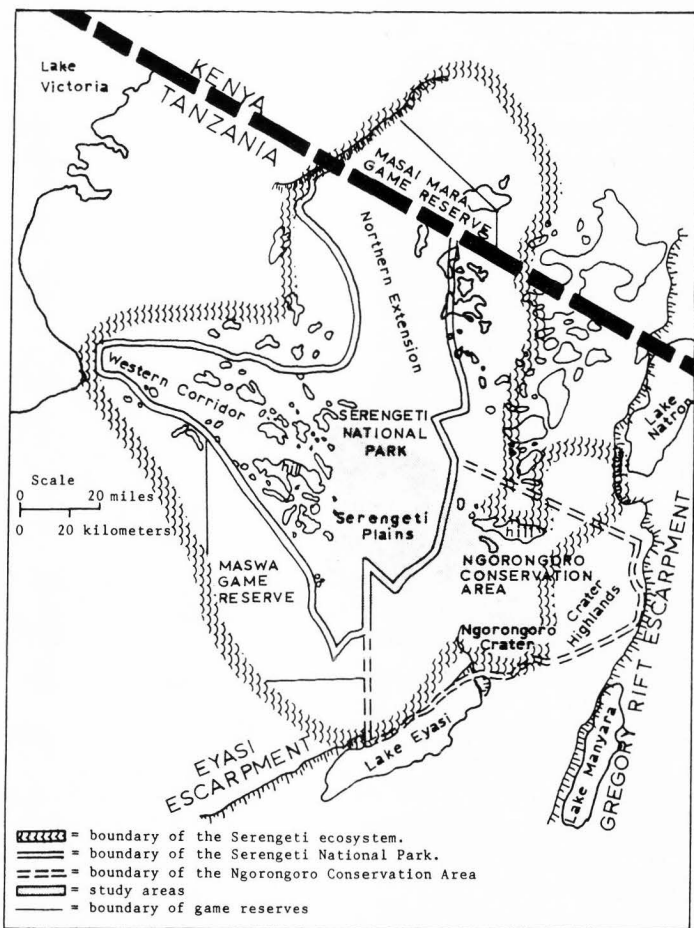 Lake
Victoria
KENYA
TANZANIA
MASAI MARA
GAME RESERVE
Northern Extension
Western Corridor
SERENGETI
NATIONAL
PARK
Lake
Natron
hill
Scale
0 20 miles
0 20 kilometers
Serengeti
Plains
hill
MASWA
GAME
RESERVE
NGORONGORO
CONSERVATION
AREA
Crater
Highlands
Ngorongoro
Crater
GREGORY RIFT ESCARPMENT
Lake Eyasi
Lake Manyara
EYASI
ESCARPMENT
= boundary of the Serengeti ecosystem.
= boundary of the Serengeti National Park.
= boundary of the Ngorongoro Conservation Area
= study areas
= boundary of game reserves